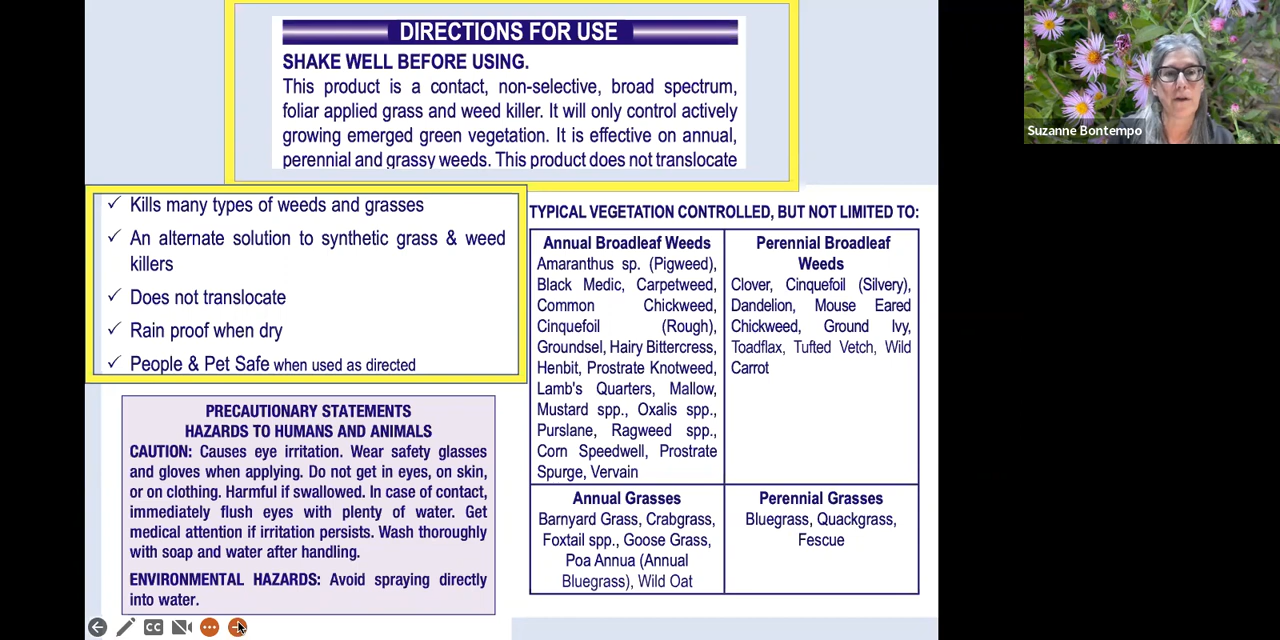 DIRECTIONS FOR USE
SHAKE WELL BEFORE USING.
This product is a contact, non-selective, broad spectrum,
foliar applied grass and weed killer. It will only control actively
growing emerged green vegetation. It is effective on annual,
perennial and grassy weeds. This product does not translocate
✓ Kills many types of weeds and grasses
✓ An alternate solution to synthetic grass & weed
killers
✓ Does not translocate
✓ Rain proof when dry
✓ People & Pet Safe when used as directed
PRECAUTIONARY STATEMENTS
HAZARDS TO HUMANS AND ANIMALS
CAUTION: Causes eye irritation. Wear safety glasses
and gloves when applying. Do not get in eyes, on skin,
or on clothing. Harmful if swallowed. In case of contact,
immediately flush eyes with plenty of water. Get
medical attention if irritation persists. Wash thoroughly
with soap and water after handling.
ENVIRONMENTAL HAZARDS: Avoid spraying directly
into water.
TYPICAL VEGETATION CONTROLLED, BUT NOT LIMITED TO:
Annual Broadleaf Weeds
Amaranthus sp. (Pigweed),
Black Medic, Carpetweed,
Common Chickweed,
Cinquefoil (Rough),
Groundsel, Hairy Bittercress,
Henbit, Prostrate Knotweed,
Lamb's Quarters, Mallow,
Mustard spp., Oxalis spp.,
Purslane, Ragweed spp.,
Corn Speedwell, Prostrate
Spurge, Vervain
Perennial Broadleaf
Weeds
Clover, Cinquefoil (Silvery),
Dandelion, Mouse Eared
Chickweed, Ground Ivy,
Toadflax, Tufted Vetch, Wild
Carrot
Annual Grasses
Barnyard Grass, Crabgrass,
Foxtail spp., Goose Grass,
Poa Annua (Annual
Bluegrass), Wild Oat
Perennial Grasses
Bluegrass, Quackgrass,
Fescue
CC
Suzanne Bontempo